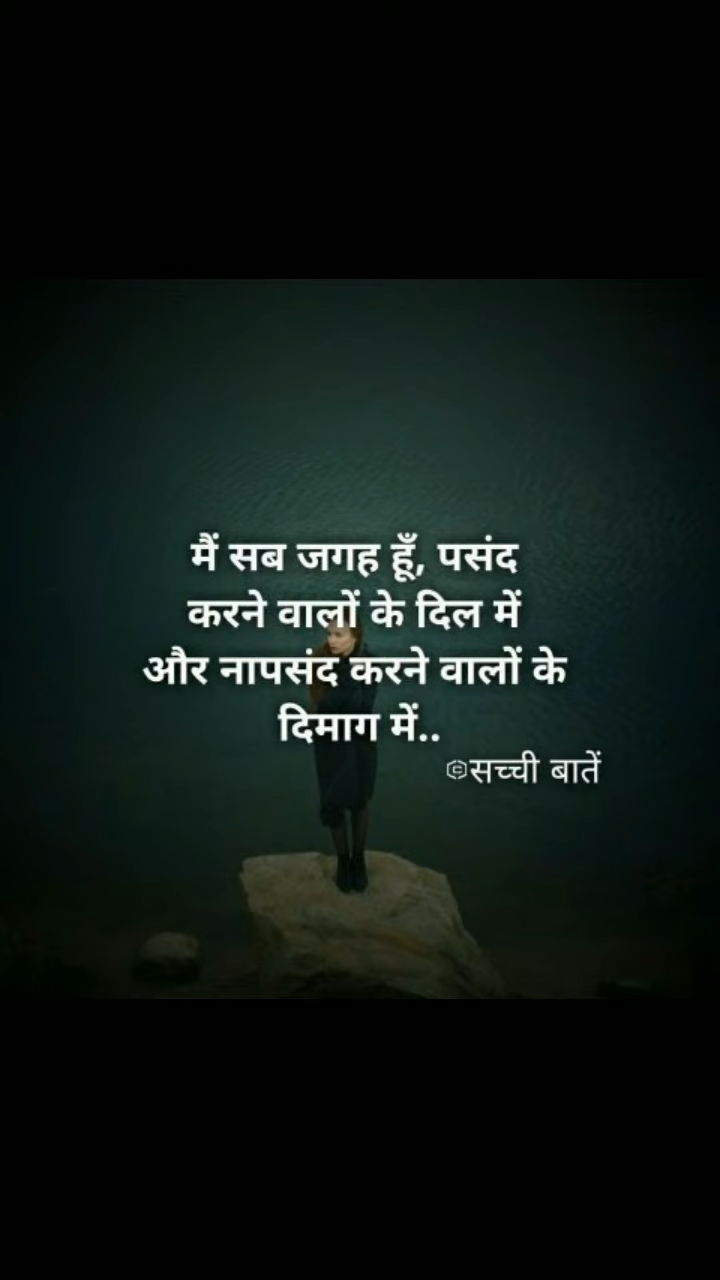 मैं सब जगह हूँ, पसंद
करने वालों के दिल में
और नापसंद करने वालों के
दिमाग में..
©सच्ची बातें